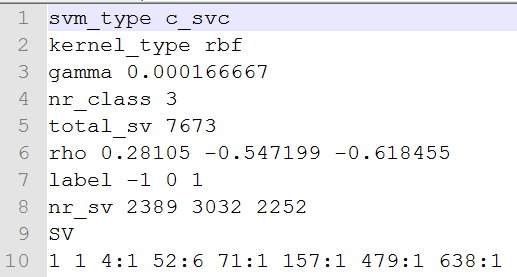 1 svm_type c_svc
2 kernel_type rbf
3 gamma 0.000166667
4 nr_class 3
5 total_sv 7673
6 rho 0.28105 -0.547199 -0.618455
7 label -1 0 1
8 nr_sv 2389 3032 2252
9 SV
10 1 1 4:1 52:6 71:1 157:1 479:1 638:1